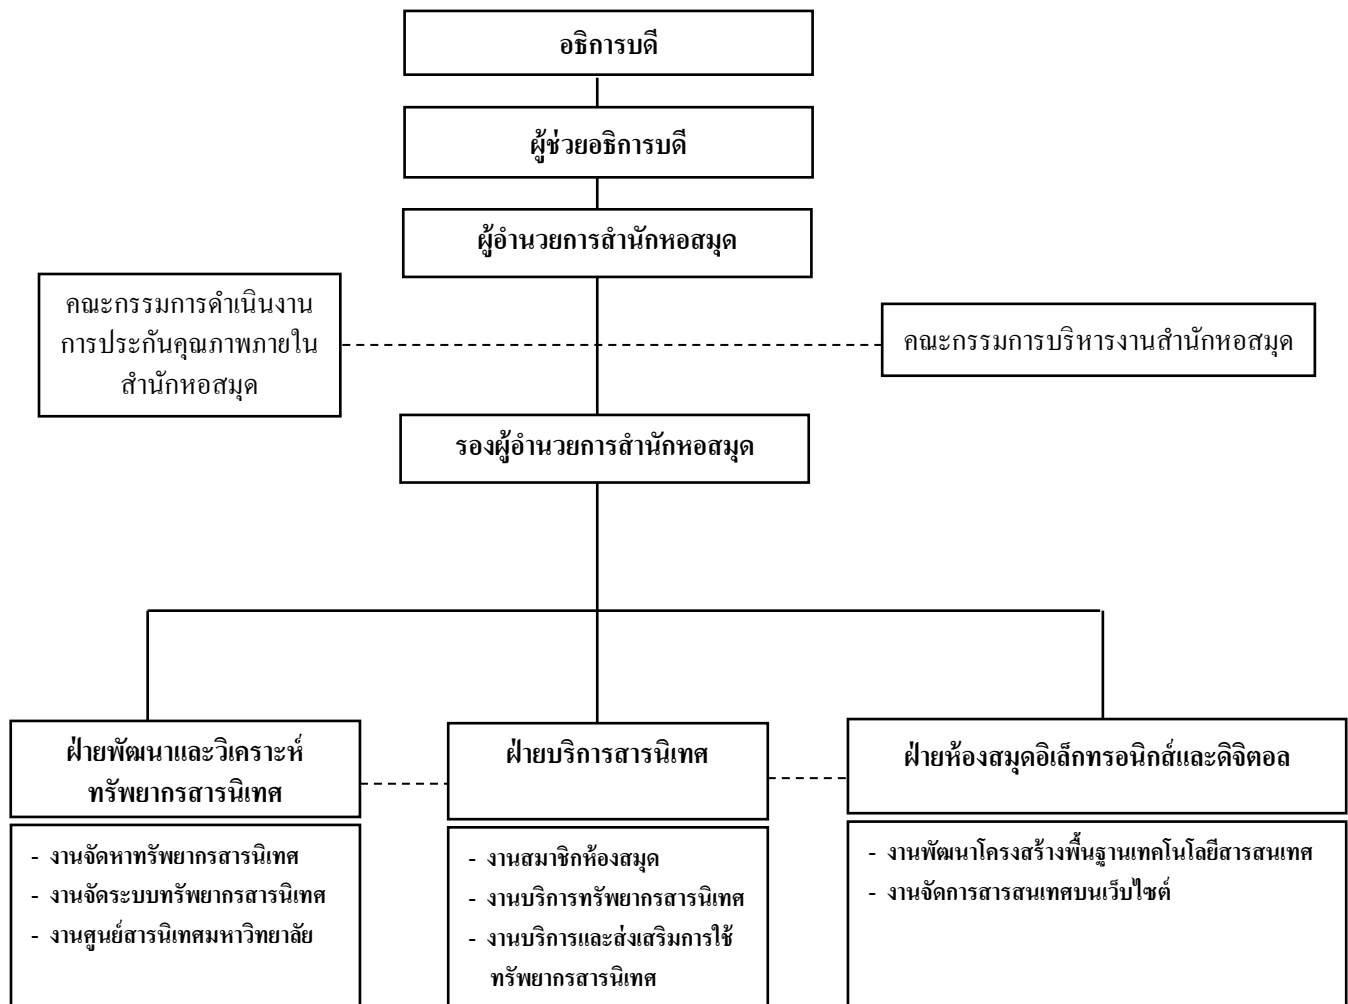 อธิการบดี
ผู้ช่วยอธิการบดี
ผู้อำนวยการสำนักหอสมุด
คณะกรรมการดำเนินงาน
การประกันคุณภาพภายใน
สำนักหอสมุด
คณะกรรมการบริหารงานสำนักหอสมุด
รองผู้อำนวยการสำนักหอสมุด
ฝ่ายพัฒนาและวิเคราะห์
ทรัพยากรสารนิเทศ
- งานจัดหาทรัพยากรสารนิเทศ
- งานจัดระบบทรัพยากรสารนิเทศ
- งานศูนย์สารนิเทศมหาวิทยาลัย
ฝ่ายบริการสารนิเทศ
- งานสมาชิกห้องสมุด
- งานบริการทรัพยากรสารนิเทศ
- งานบริการและส่งเสริมการใช้
ทรัพยากรสารนิเทศ
ฝ่ายห้องสมุดอิเล็กทรอนิกส์และดิจิตอล
- งานพัฒนาโครงสร้างพื้นฐานเทคโนโลยีสารสนเทศ
- งานจัดการสารสนเทศบนเว็บไซต์